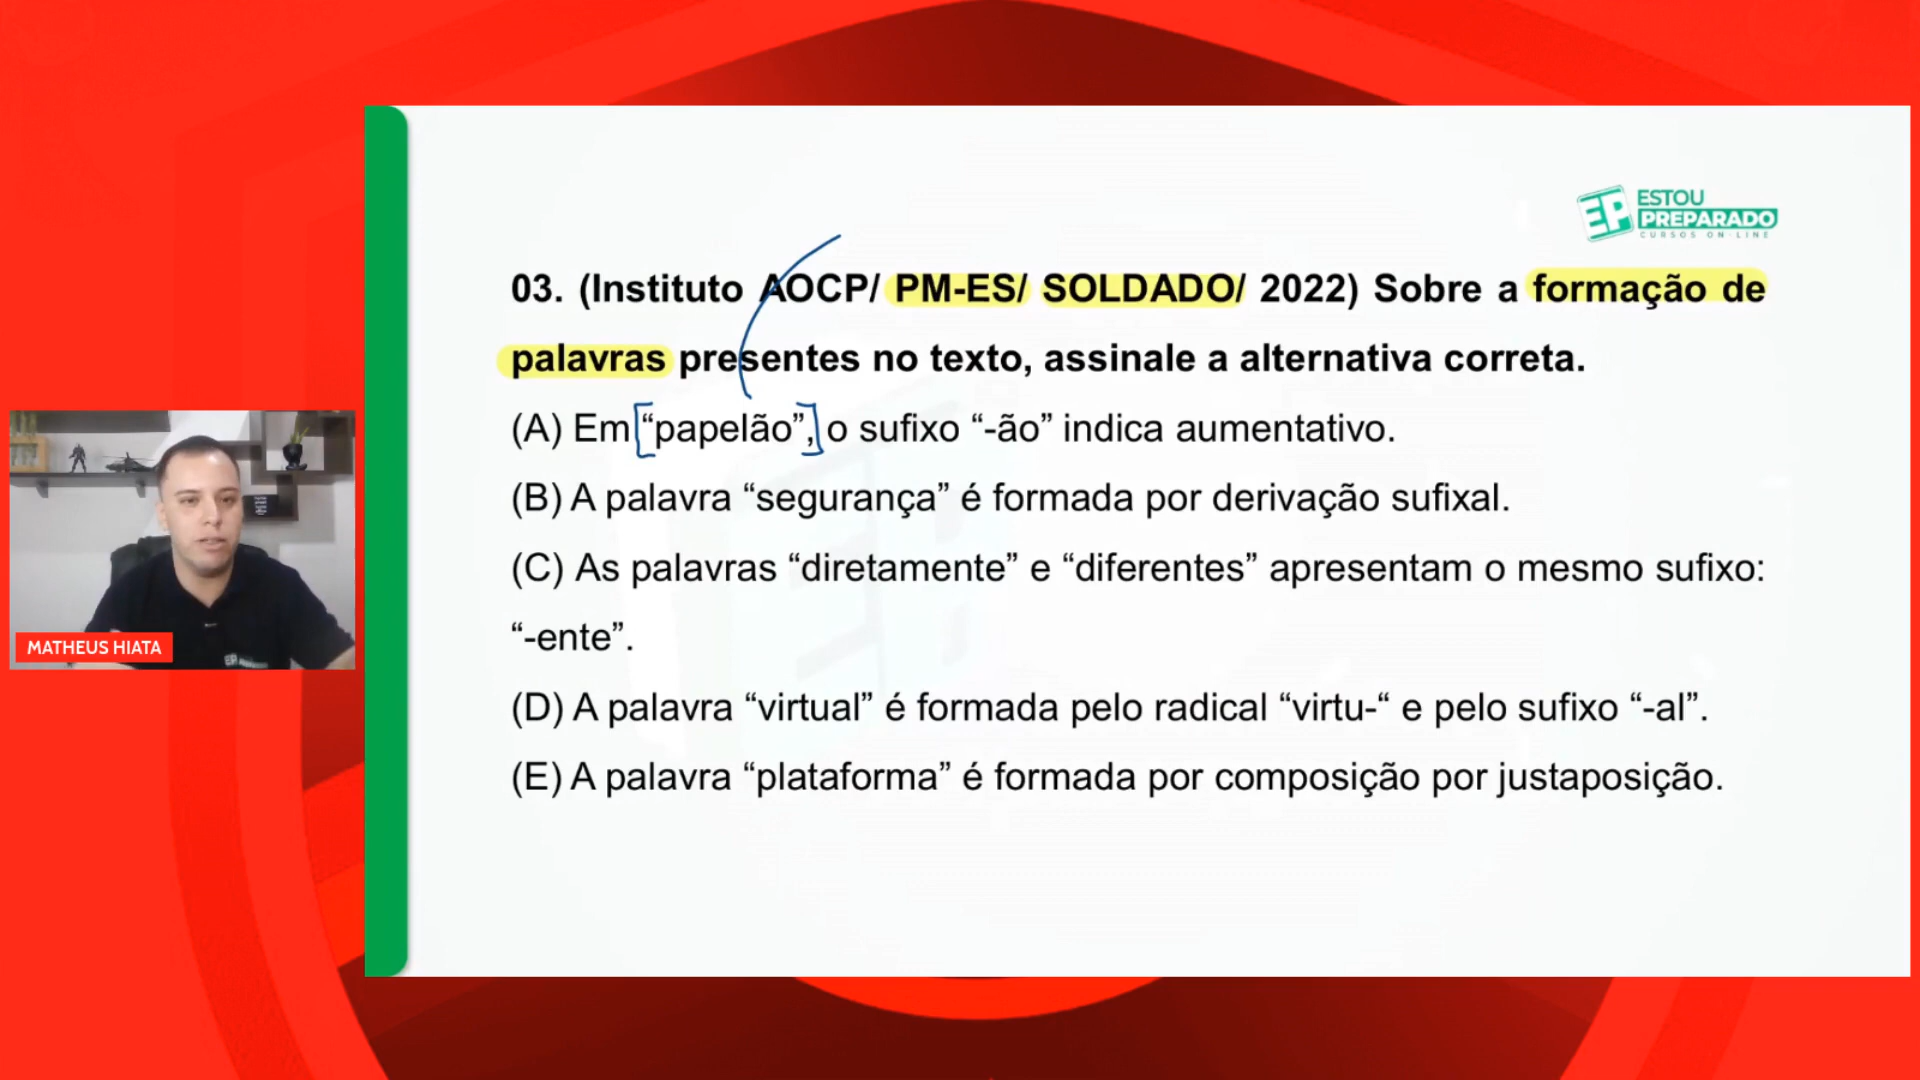 ESTOU
PREPARADO
CURSOS ON-LINE
03. (Instituto AOCP/ PM-ES/ SOLDADO/ 2022) Sobre a formação de
palavras presentes no texto, assinale a alternativa correta.
(A) Em “papelão”, o sufixo “-ão” indica aumentativo.
(B) A palavra “segurança” é formada por derivação sufixal.
(C) As palavras “diretamente” e “diferentes” apresentam o mesmo sufixo:
“-ente”.
(D) A palavra “virtual” é formada pelo radical “virtu-“ e pelo sufixo “-al”.
(E) A palavra “plataforma” é formada por composição por justaposição.
MATHEUS HIATA